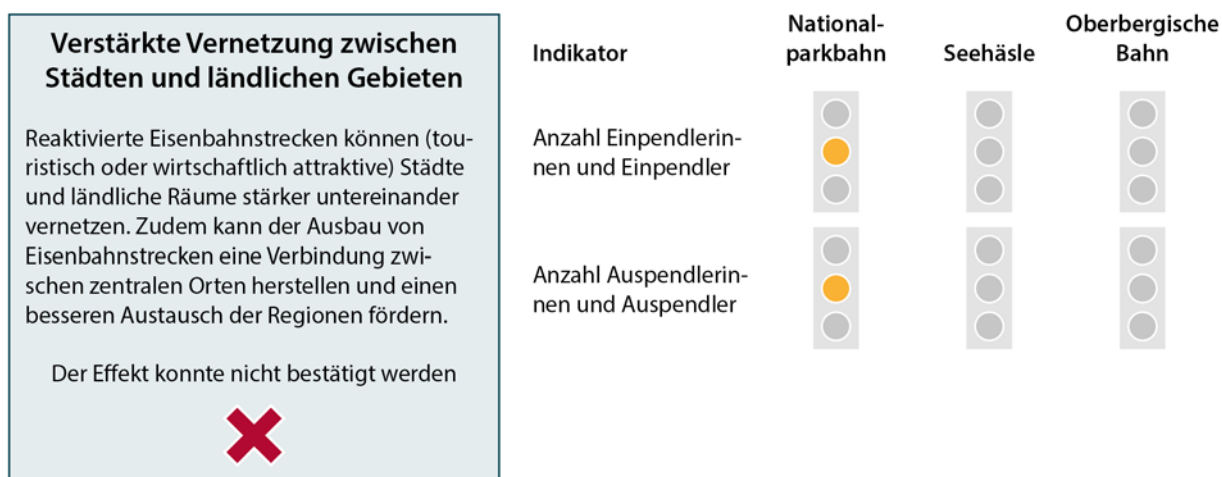 Verstärkte Vernetzung zwischen
Städten und ländlichen Gebieten
Reaktivierte Eisenbahnstrecken können (tou-
ristisch oder wirtschaftlich attraktive) Städte
und ländliche Räume stärker untereinander
vernetzen. Zudem kann der Ausbau von
Eisenbahnstrecken eine Verbindung zwi-
schen zentralen Orten herstellen und einen
besseren Austausch der Regionen fördern.
Der Effekt konnte nicht bestätigt werden
Indikator
National-
parkbahn
Seehäsle
Oberbergische
Bahn
Anzahl Einpendlerin-
nen und Einpendler
Anzahl Auspendlerin-
nen und Auspendler